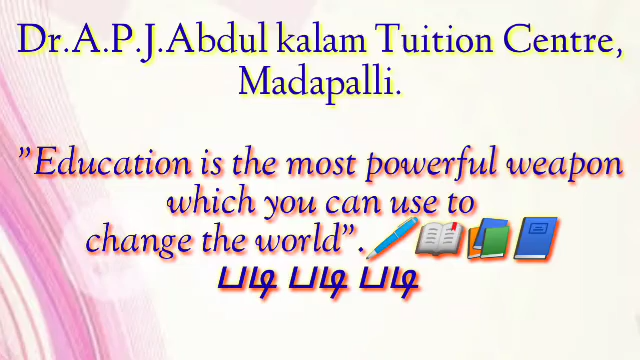 Dr.A.P.J.Abdul kalam Tuition Centre,
Madapalli.
”Education is the most powerful weapon
which you can use to
change the world”.🖊️📖📚📘
படி படி படி